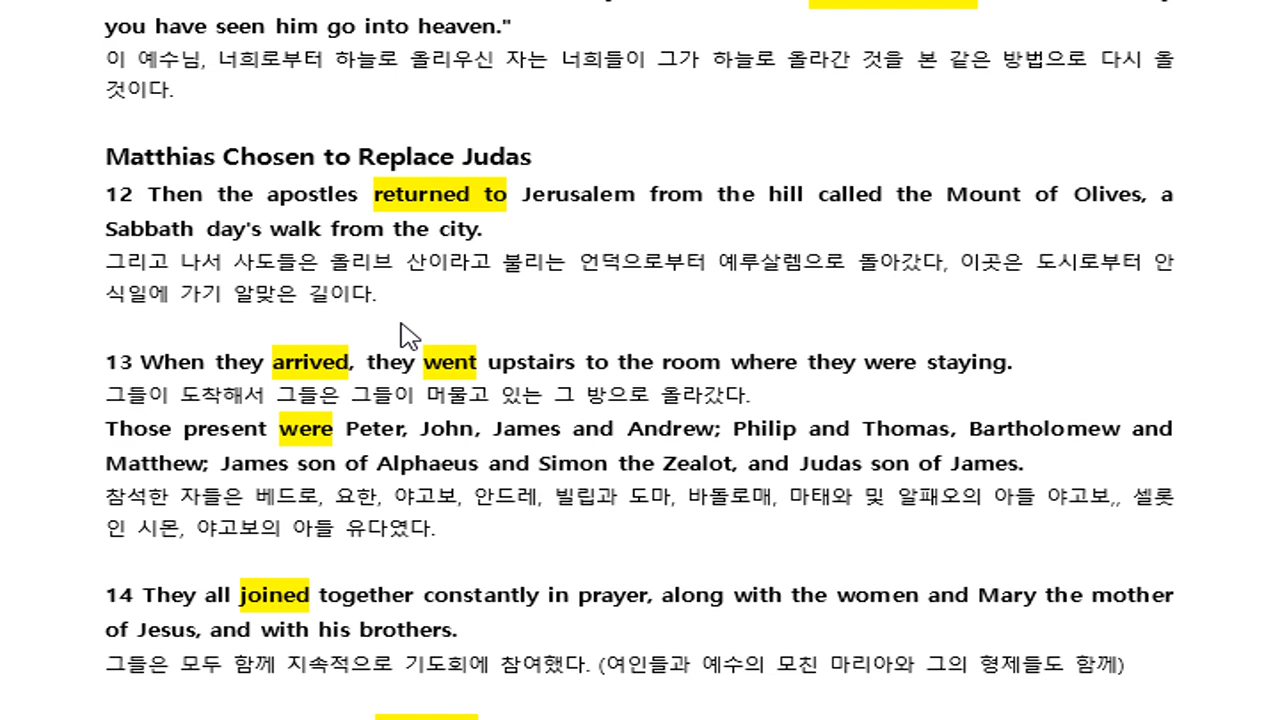 you have seen him go into heaven."
이 예수님, 너희로부터 하늘로 올리우신 자는 너희들이 그가 하늘로 올라간 것을 본 같은 방법으로 다시 올
것이다.
Matthias Chosen to Replace Judas
12 Then the apostles returned to Jerusalem from the hill called the Mount of Olives, a
Sabbath day's walk from the city.
그리고 나서 사도들은 올리브 산이라고 불리는 언덕으로부터 예루살렘으로 돌아갔다, 이곳은 도시로부터 안
식일에 가기 알맞은 길이다.
13 When they arrived, they went upstairs to the room where they were staying.
그들이 도착해서 그들은 그들이 머물고 있는 그 방으로 올라갔다.
Those present were Peter, John, James and Andrew; Philip and Thomas, Bartholomew and
Matthew; James son of Alphaeus and Simon the Zealot, and Judas son of James.
참석한 자들은 베드로, 요한, 야고보, 안드레, 빌립과 도마, 바돌로매, 마태와 및 알패오의 아들 야고보,, 셀롯
인 시몬, 야고보의 아들 유다였다.
14 They all joined together constantly in prayer, along with the women and Mary the mother
of Jesus, and with his brothers.
그들은 모두 함께 지속적으로 기도회에 참여했다. (여인들과 예수의 모친 마리아와 그의 형제들도 함께)